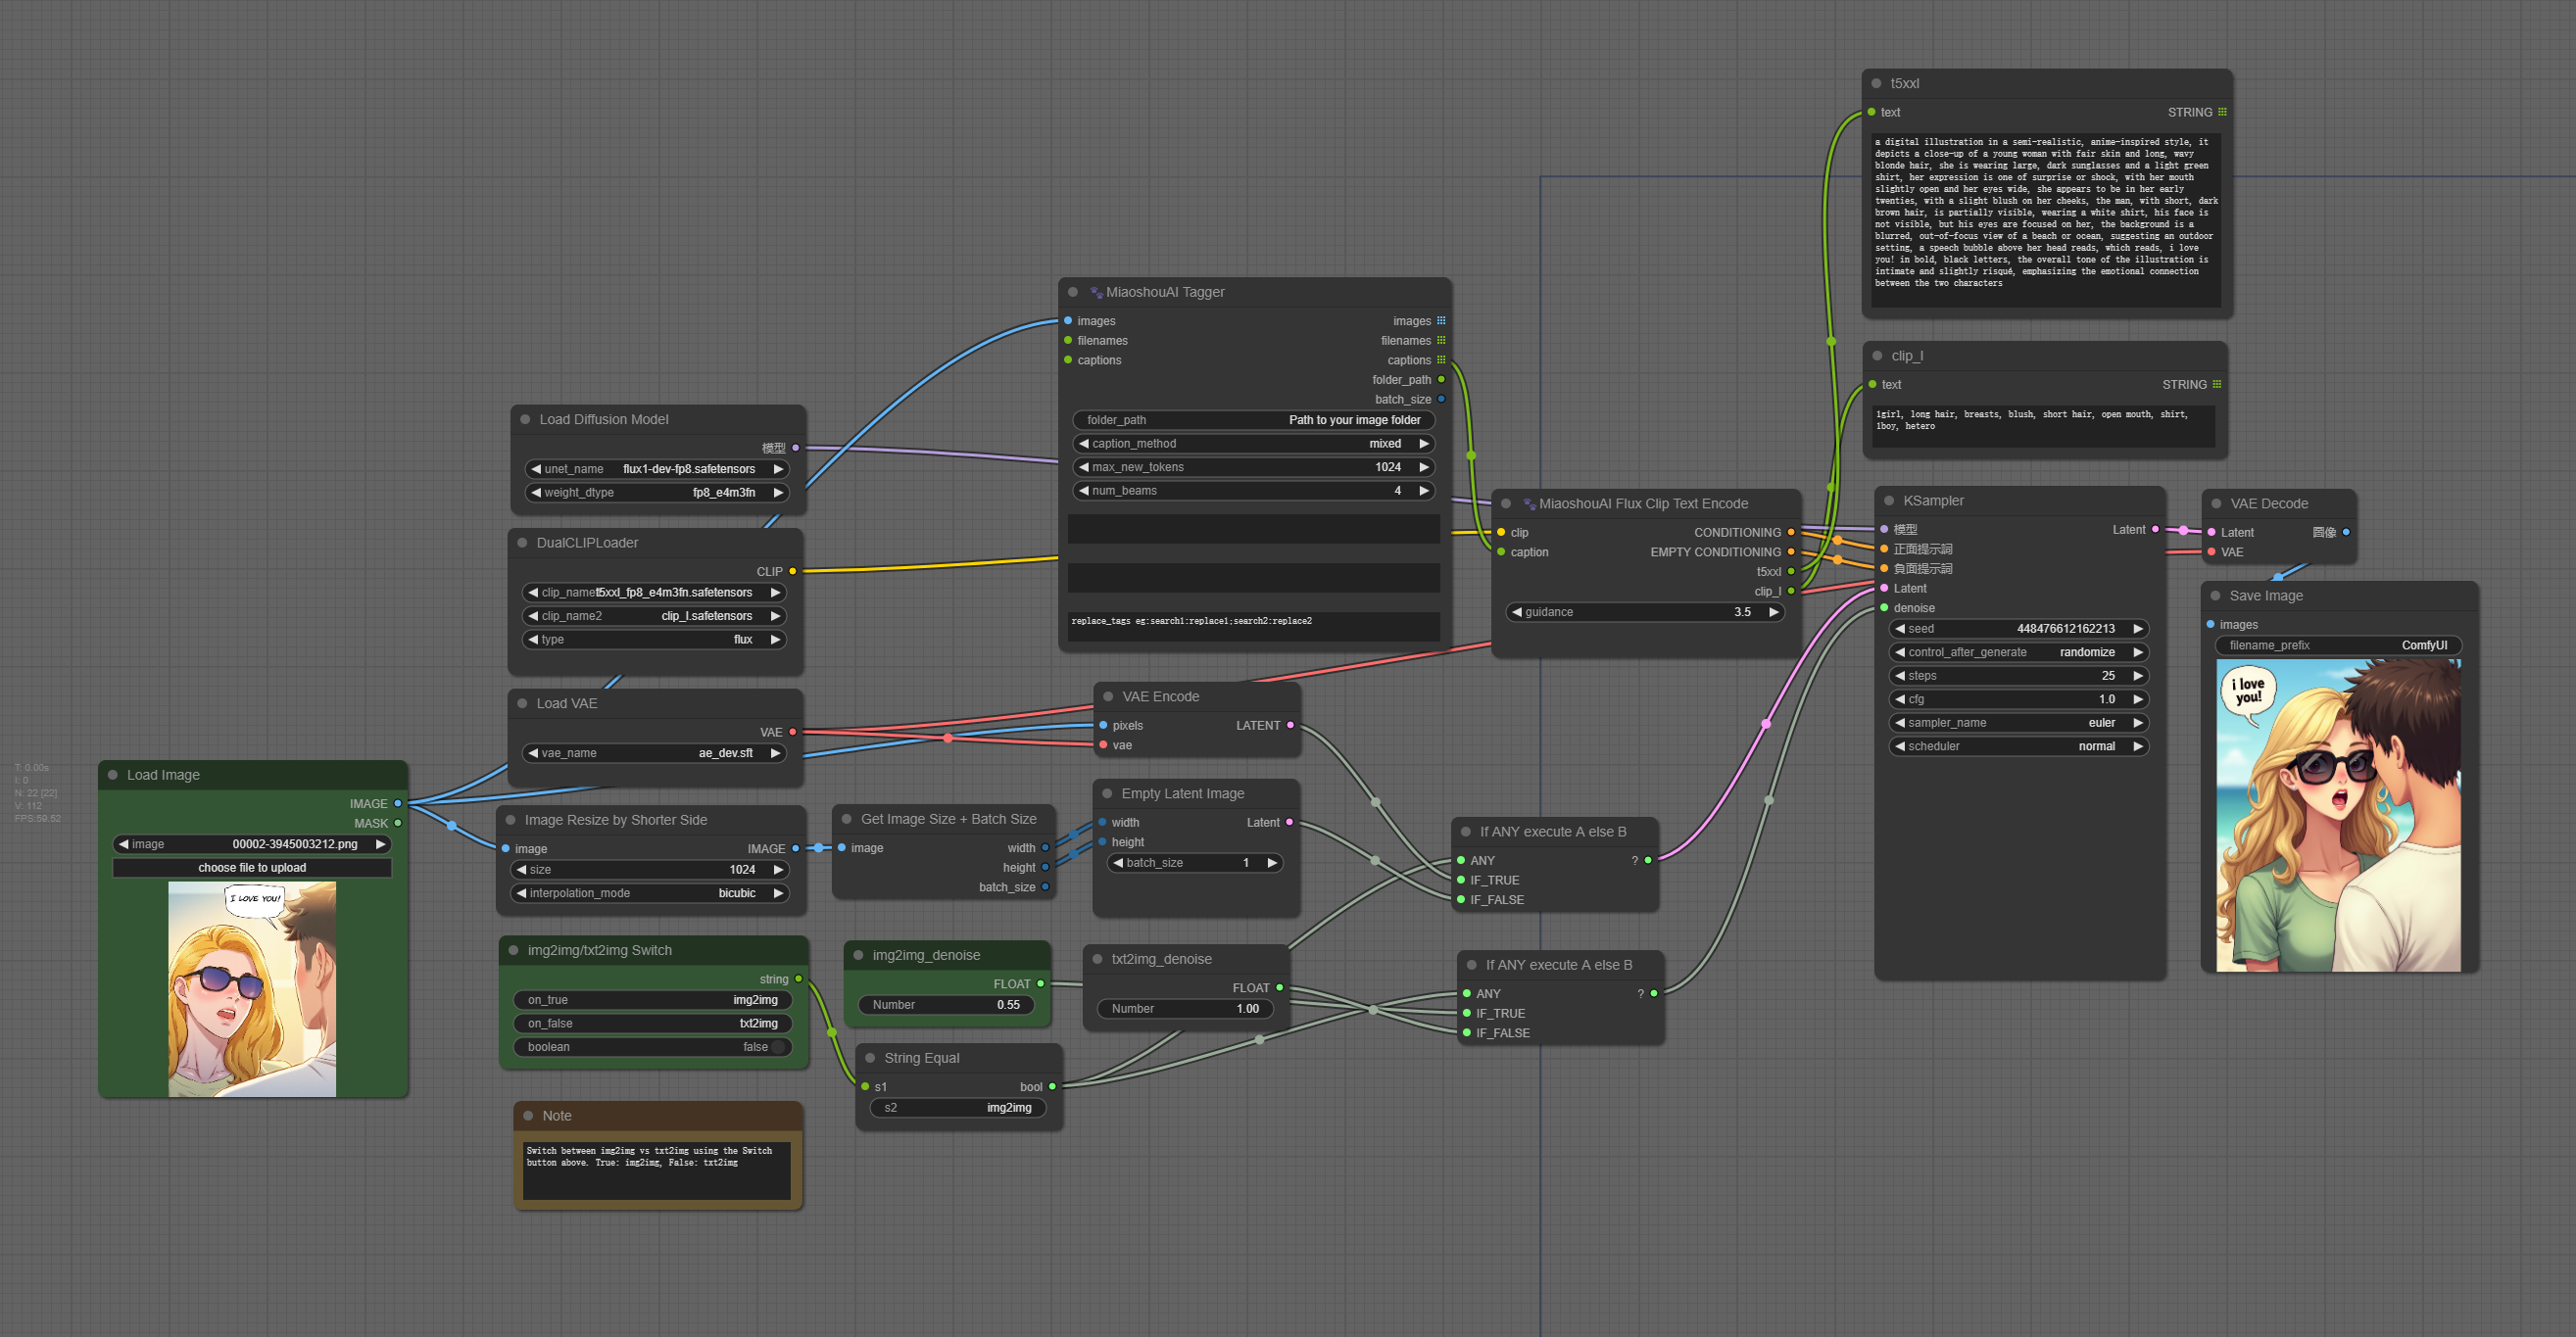 t5xxl
text STRING
a digital illustration in a semi-realistic, anime-inspired style, it
depicts a close-up of a young woman with fair skin and long, wavy
blonde hair, she is wearing large, dark sunglasses and a light green
shirt, her expression is one of surprise or shock, with her mouth
slightly open and her eyes wide, she appears to be in her early
twenties, with a slight blush on her cheeks, the man, with short, dark
brown hair, is partially visible, wearing a white shirt, his face is
not visible, but his eyes are focused on her, the background is a
blurred, out-of-focus view of a beach or ocean, suggesting an outdoor
setting, a speech bubble above her head reads, which reads, i love
you! in bold, black letters, the overall tone of the illustration is
intimate and slightly risqué, emphasizing the emotional connection
between the two characters
clip_l
text STRING
1girl, long hair, breasts, blush, short hair, open mouth, shirt,
1boy, hetero
MiaoshouAI Tagger
images images
filenames filenames
captions captions
folder_path
batch_size
folder_path Path to your image folder
caption_method mixed
max_new_tokens 1024
num_beams 4
replace_tags eg:search1:replace1;search2:replace2
Load Diffusion Model
模型
unet_name flux1-dev-fp8.safetensors
weight_dtype fp8_e4m3fn
DualCLIPLoader
CLIP
clip_name t5xxl_fp8_e4m3fn.safetensors
clip_name2 clip_l.safetensors
type flux
Load VAE
VAE
vae_name ae_dev.sft
MiaoshouAI Flux Clip Text Encode
clip CONDITIONING
caption EMPTY CONDITIONING
t5xxl
clip_l
guidance 3.5
KSampler
模型 Latent
正面提示詞
負面提示詞
Latent
denoise
seed 448476612162213
control_after_generate randomize
steps 25
cfg 1.0
sampler_name euler
scheduler normal
VAE Decode
Latent 圖像
VAE
Save Image
images
filename_prefix ComfyUI
i love
you!
VAE Encode
pixels LATENT
vae
T: 0.00s
I: 0
N: 22 [22]
V: 112
FPS:59.52
Load Image
IMAGE
MASK
image 00002-3945003212.png
choose file to upload
I LOVE YOU!
Image Resize by Shorter Side
image IMAGE
size 1024
interpolation_mode bicubic
Get Image Size + Batch Size
image width
height
batch_size
Empty Latent Image
width Latent
height
batch_size 1
If ANY execute A else B
ANY ?
IF_TRUE
IF_FALSE
img2img/txt2img Switch
string
on_true img2img
on_false txt2img
boolean false
img2img_denoise
FLOAT
Number 0.55
txt2img_denoise
FLOAT
Number 1.00
If ANY execute A else B
ANY ?
IF_TRUE
IF_FALSE
String Equal
s1 bool
s2 img2img
Note
Switch between img2img vs txt2img using the Switch
button above. True: img2img, False: txt2img